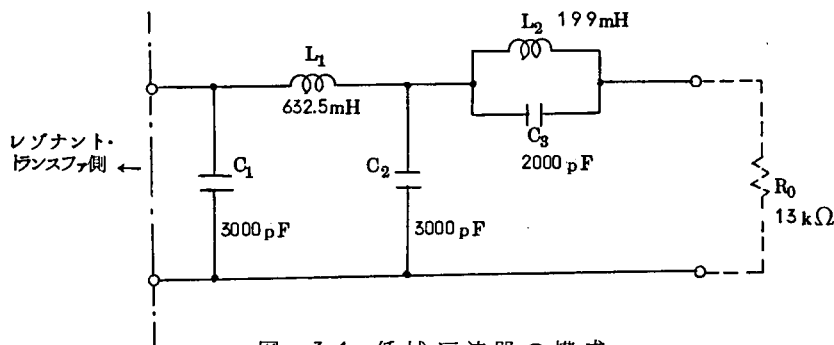 L₂ 199mH
L₁
632.5mH
C₃
2000pF
レゾナント・
トランスファ側 ←
C₁
3000pF
C₂
3000pF
R₀
13kΩ